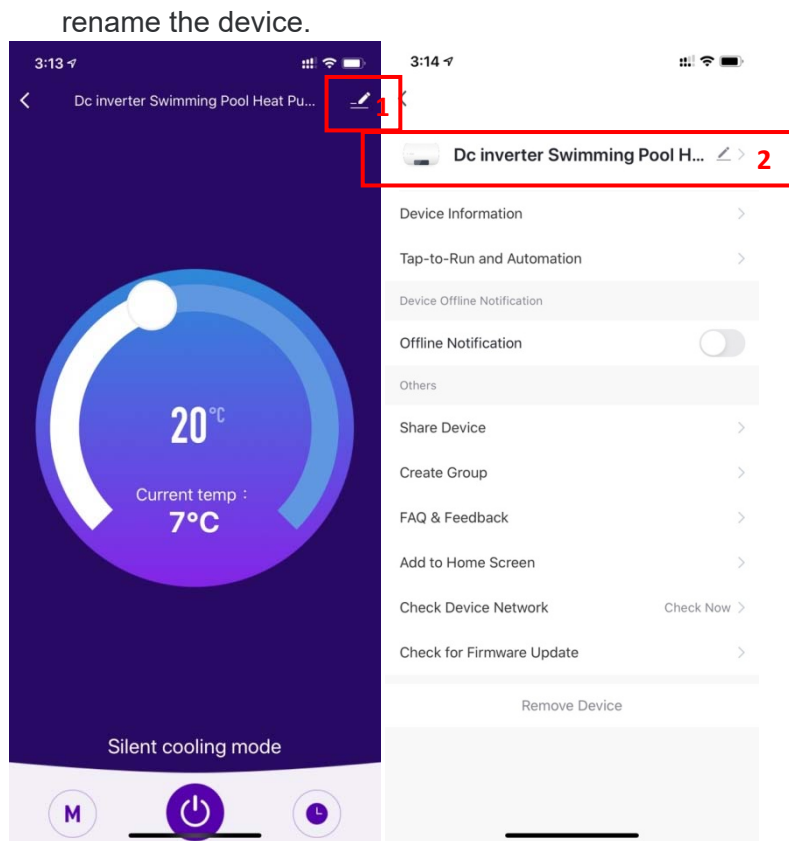 rename the device.
3:13
Dc inverter Swimming Pool Heat Pu...
1
20°C
Current temp :
7°C
Silent cooling mode
M
3:14
Dc inverter Swimming Pool H...
2
Device Information
Tap-to-Run and Automation
Device Offline Notification
Offline Notification
Others
Share Device
Create Group
FAQ & Feedback
Add to Home Screen
Check Device Network Check Now
Check for Firmware Update
Remove Device